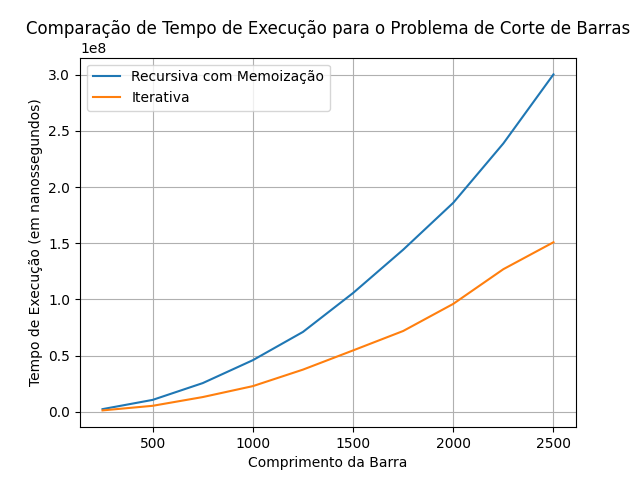 Comparação de Tempo de Execução para o Problema de Corte de Barras
1e8
Recursiva com Memoização
Iterativa
3.0
2.5
2.0
1.5
1.0
0.5
0.0
Tempo de Execução (em nanossegundos)
500
1000
1500
2000
2500
Comprimento da Barra